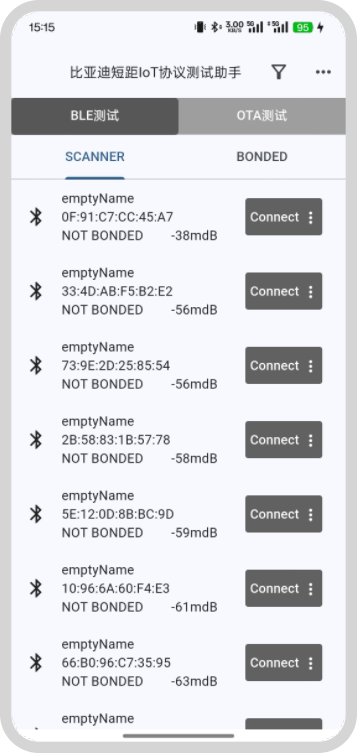 15:15
3.00 KB/S 5G 5G 95
比亚迪短距IoT协议测试助手
BLE测试 OTA测试
SCANNER BONDED
emptyName
0F:91:C7:CC:45:A7
NOT BONDED -38mdB
Connect
emptyName
33:4D:AB:F5:B2:E2
NOT BONDED -56mdB
Connect
emptyName
73:9E:2D:25:85:54
NOT BONDED -56mdB
Connect
emptyName
2B:58:83:1B:57:78
NOT BONDED -58mdB
Connect
emptyName
5E:12:0D:8B:BC:9D
NOT BONDED -59mdB
Connect
emptyName
10:96:6A:60:F4:E3
NOT BONDED -61mdB
Connect
emptyName
66:B0:96:C7:35:95
NOT BONDED -63mdB
Connect
emptyName